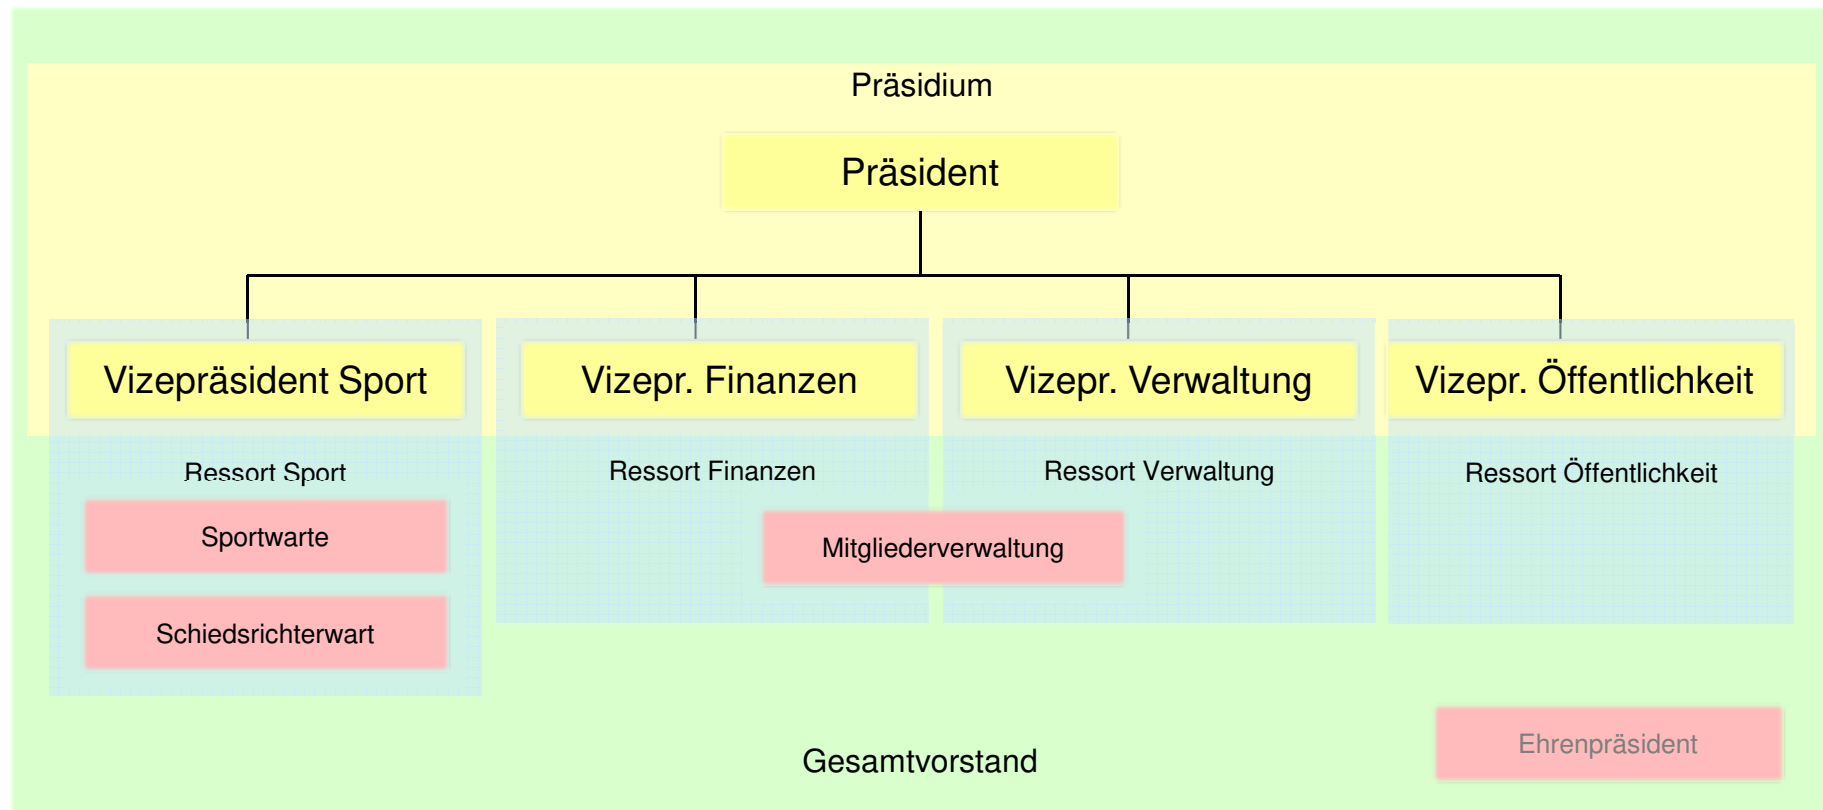 Präsidium
Präsident
Vizepräsident Sport
Vizepr. Finanzen
Vizepr. Verwaltung
Vizepr. Öffentlichkeit
Ressort Sport
Ressort Finanzen
Ressort Verwaltung
Ressort Öffentlichkeit
Sportwarte
Mitgliederverwaltung
Schiedsrichterwart
Ehrenpräsident
Gesamtvorstand